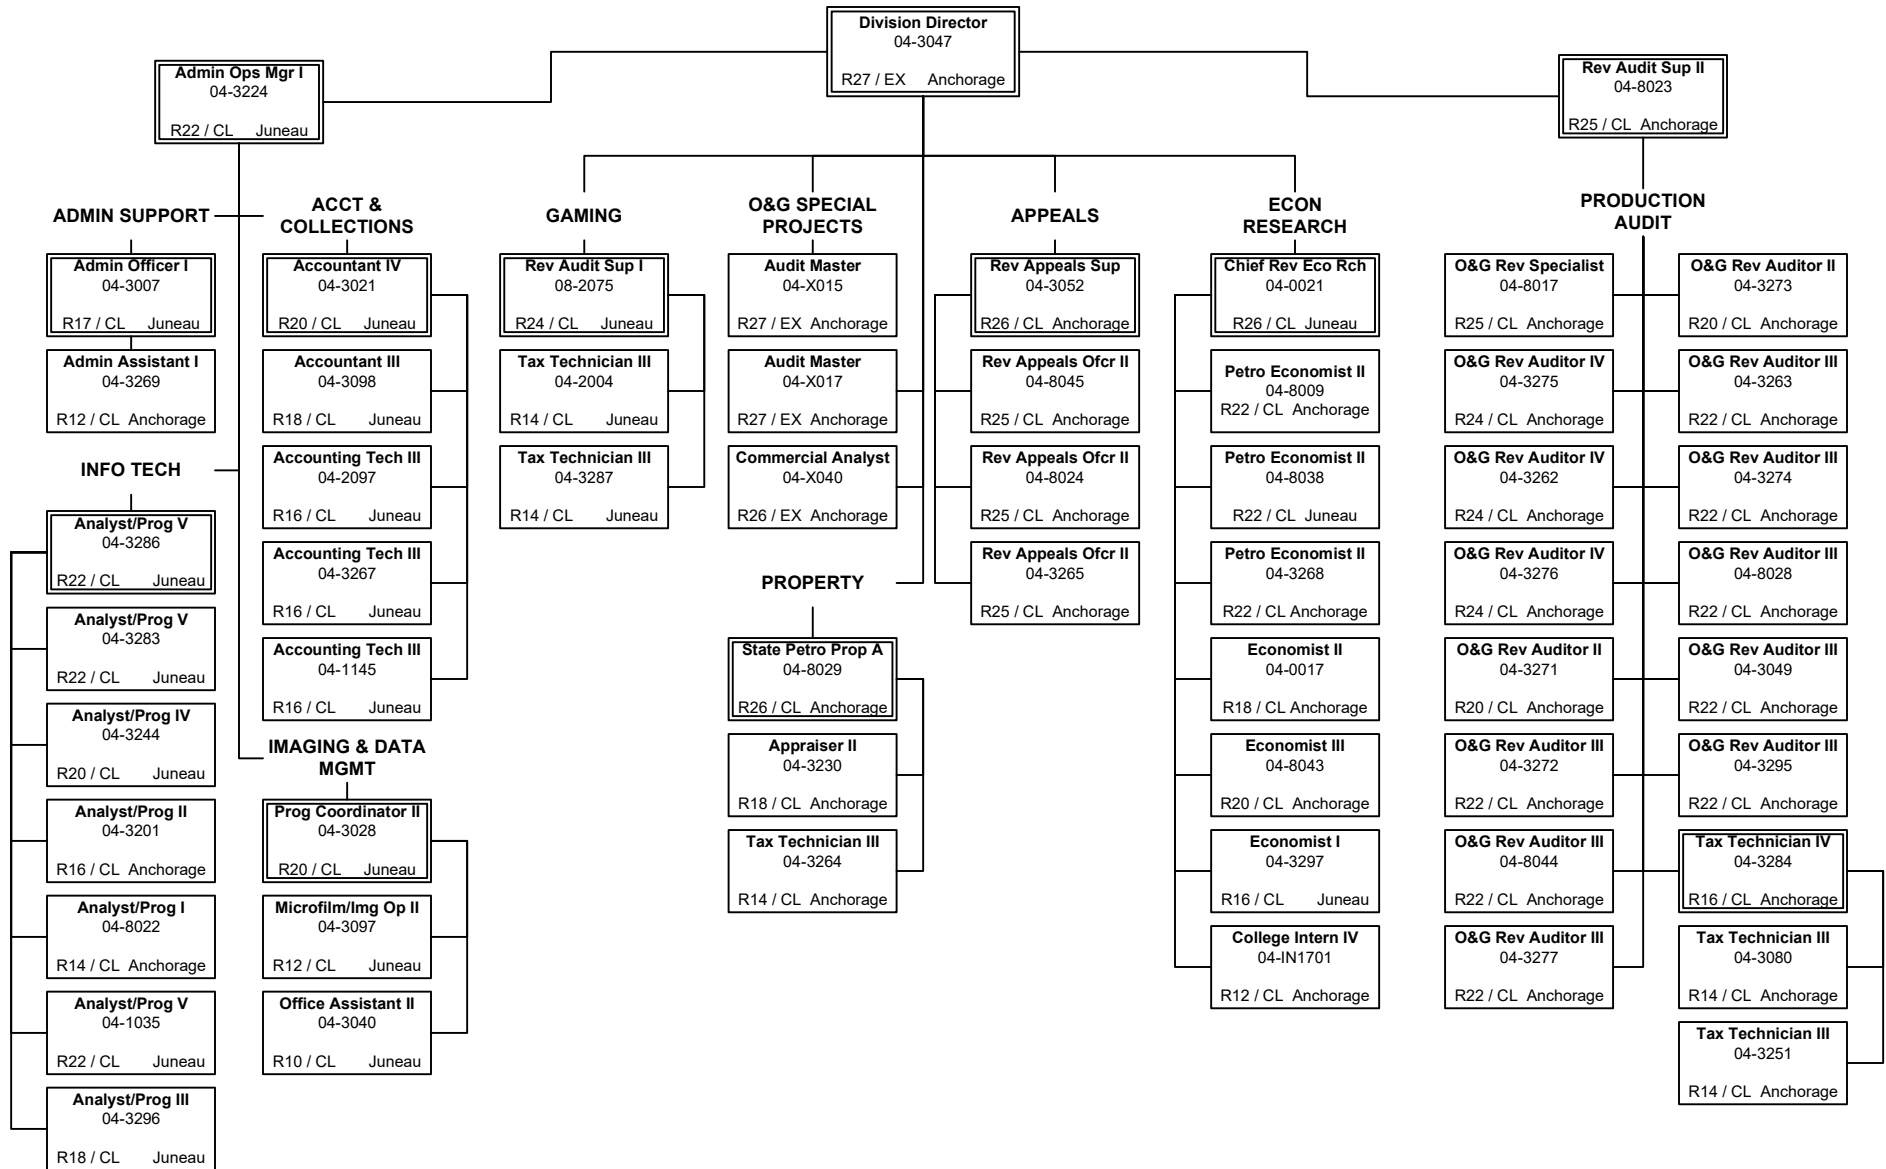 Division Director
04-3047
R27 / EX Anchorage
Admin Ops Mgr I
04-3224
R22 / CL Juneau
Rev Audit Sup II
04-8023
R25 / CL Anchorage
ADMIN SUPPORT
Admin Officer I
04-3007
R17 / CL Juneau
Admin Assistant I
04-3269
R12 / CL Anchorage
INFO TECH
Analyst/Prog V
04-3286
R22 / CL Juneau
Analyst/Prog V
04-3283
R22 / CL Juneau
Analyst/Prog IV
04-3244
R20 / CL Juneau
Analyst/Prog II
04-3201
R16 / CL Anchorage
Analyst/Prog I
04-8022
R14 / CL Anchorage
Analyst/Prog V
04-1035
R22 / CL Juneau
Analyst/Prog III
04-3296
R18 / CL Juneau
ACCT &
COLLECTIONS
Accountant IV
04-3021
R20 / CL Juneau
Accountant III
04-3098
R18 / CL Juneau
Accounting Tech III
04-2097
R16 / CL Juneau
Accounting Tech III
04-3267
R16 / CL Juneau
Accounting Tech III
04-1145
R16 / CL Juneau
IMAGING & DATA
MGMT
Prog Coordinator II
04-3028
R20 / CL Juneau
Microfilm/Img Op II
04-3097
R12 / CL Juneau
Office Assistant II
04-3040
R10 / CL Juneau
GAMING
Rev Audit Sup I
08-2075
R24 / CL Juneau
Tax Technician III
04-2004
R14 / CL Juneau
Tax Technician III
04-3287
R14 / CL Juneau
O&G SPECIAL
PROJECTS
Audit Master
04-X015
R27 / EX Anchorage
Audit Master
04-X017
R27 / EX Anchorage
Commercial Analyst
04-X040
R26 / EX Anchorage
PROPERTY
State Petro Prop A
04-8029
R26 / CL Anchorage
Appraiser II
04-3230
R18 / CL Anchorage
Tax Technician III
04-3264
R14 / CL Anchorage
APPEALS
Rev Appeals Sup
04-3052
R26 / CL Anchorage
Rev Appeals Ofcr II
04-8045
R25 / CL Anchorage
Rev Appeals Ofcr II
04-8024
R25 / CL Anchorage
Rev Appeals Ofcr II
04-3265
R25 / CL Anchorage
ECON
RESEARCH
Chief Rev Eco Rch
04-0021
R26 / CL Juneau
Petro Economist II
04-8009
R22 / CL Anchorage
Petro Economist II
04-8038
R22 / CL Juneau
Petro Economist II
04-3268
R22 / CL Anchorage
Economist II
04-0017
R18 / CL Anchorage
Economist III
04-8043
R20 / CL Anchorage
Economist I
04-3297
R16 / CL Juneau
College Intern IV
04-IN1701
R12 / CL Anchorage
PRODUCTION
AUDIT
O&G Rev Specialist
04-8017
R25 / CL Anchorage
O&G Rev Auditor IV
04-3275
R24 / CL Anchorage
O&G Rev Auditor IV
04-3262
R24 / CL Anchorage
O&G Rev Auditor IV
04-3276
R24 / CL Anchorage
O&G Rev Auditor II
04-3271
R20 / CL Anchorage
O&G Rev Auditor III
04-3272
R22 / CL Anchorage
O&G Rev Auditor III
04-8044
R22 / CL Anchorage
O&G Rev Auditor III
04-3277
R22 / CL Anchorage
O&G Rev Auditor II
04-3273
R20 / CL Anchorage
O&G Rev Auditor III
04-3263
R22 / CL Anchorage
O&G Rev Auditor III
04-3274
R22 / CL Anchorage
O&G Rev Auditor III
04-8028
R22 / CL Anchorage
O&G Rev Auditor III
04-3049
R22 / CL Anchorage
O&G Rev Auditor III
04-3295
R22 / CL Anchorage
Tax Technician IV
04-3284
R16 / CL Anchorage
Tax Technician III
04-3080
R14 / CL Anchorage
Tax Technician III
04-3251
R14 / CL Anchorage